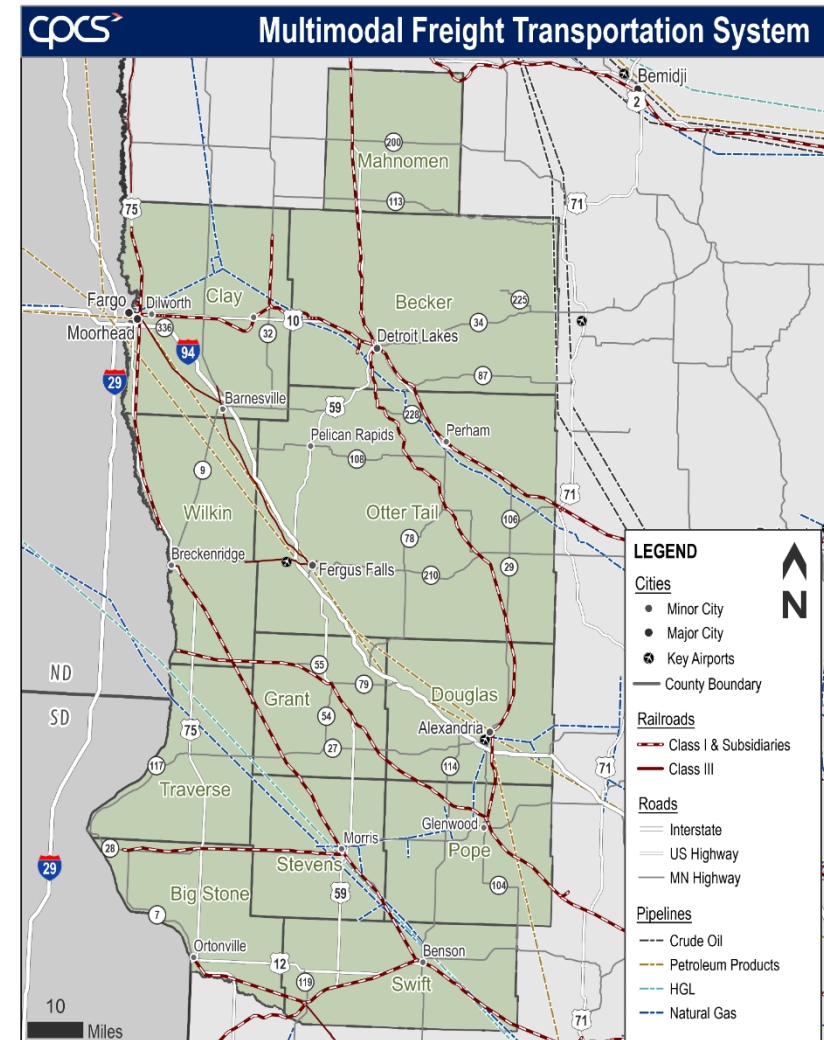 CPCS
Multimodal Freight Transportation System
Bemidji
2
200
Mahnomen
113
75
71
Fargo
Dilworth
Clay
Becker
225
Moorhead
336
32
10
34
94
Detroit Lakes
29
87
Barnesville
59
228
Pelican Rapids
Perham
108
9
71
Wilkin
Otter Tail
106
78
Breckenridge
Fergus Falls
210
29
ND
SD
55
79
Grant
Douglas
54
75
Alexandria
27
117
114
71
Traverse
Glenwood
28
Morris
Stevens
Pope
29
59
104
Big Stone
7
Ortonville
12
Benson
119
Swift
71
10
Miles
LEGEND
N
Cities
Minor City
Major City
Key Airports
County Boundary
Railroads
Class I & Subsidiaries
Class III
Roads
Interstate
US Highway
MN Highway
Pipelines
Crude Oil
Petroleum Products
HGL
Natural Gas